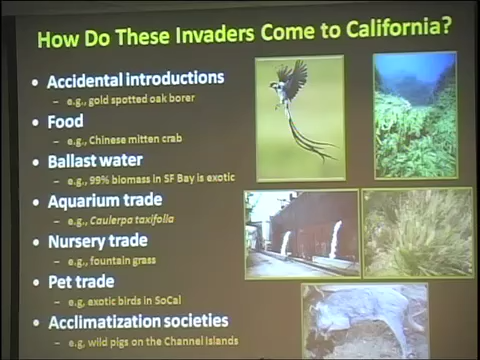 How Do These Invaders Come to California?
• Accidental introductions
– e.g., gold spotted oak borer
• Food
– e.g., Chinese mitten crab
• Ballast water
– e.g., 99% biomass in SF Bay is exotic
• Aquarium trade
– e.g., Caulerpa taxifolia
• Nursery trade
– e.g., fountain grass
• Pet trade
– e.g, exotic birds in SoCal
• Acclimatization societies
– e.g, wild pigs on the Channel Islands